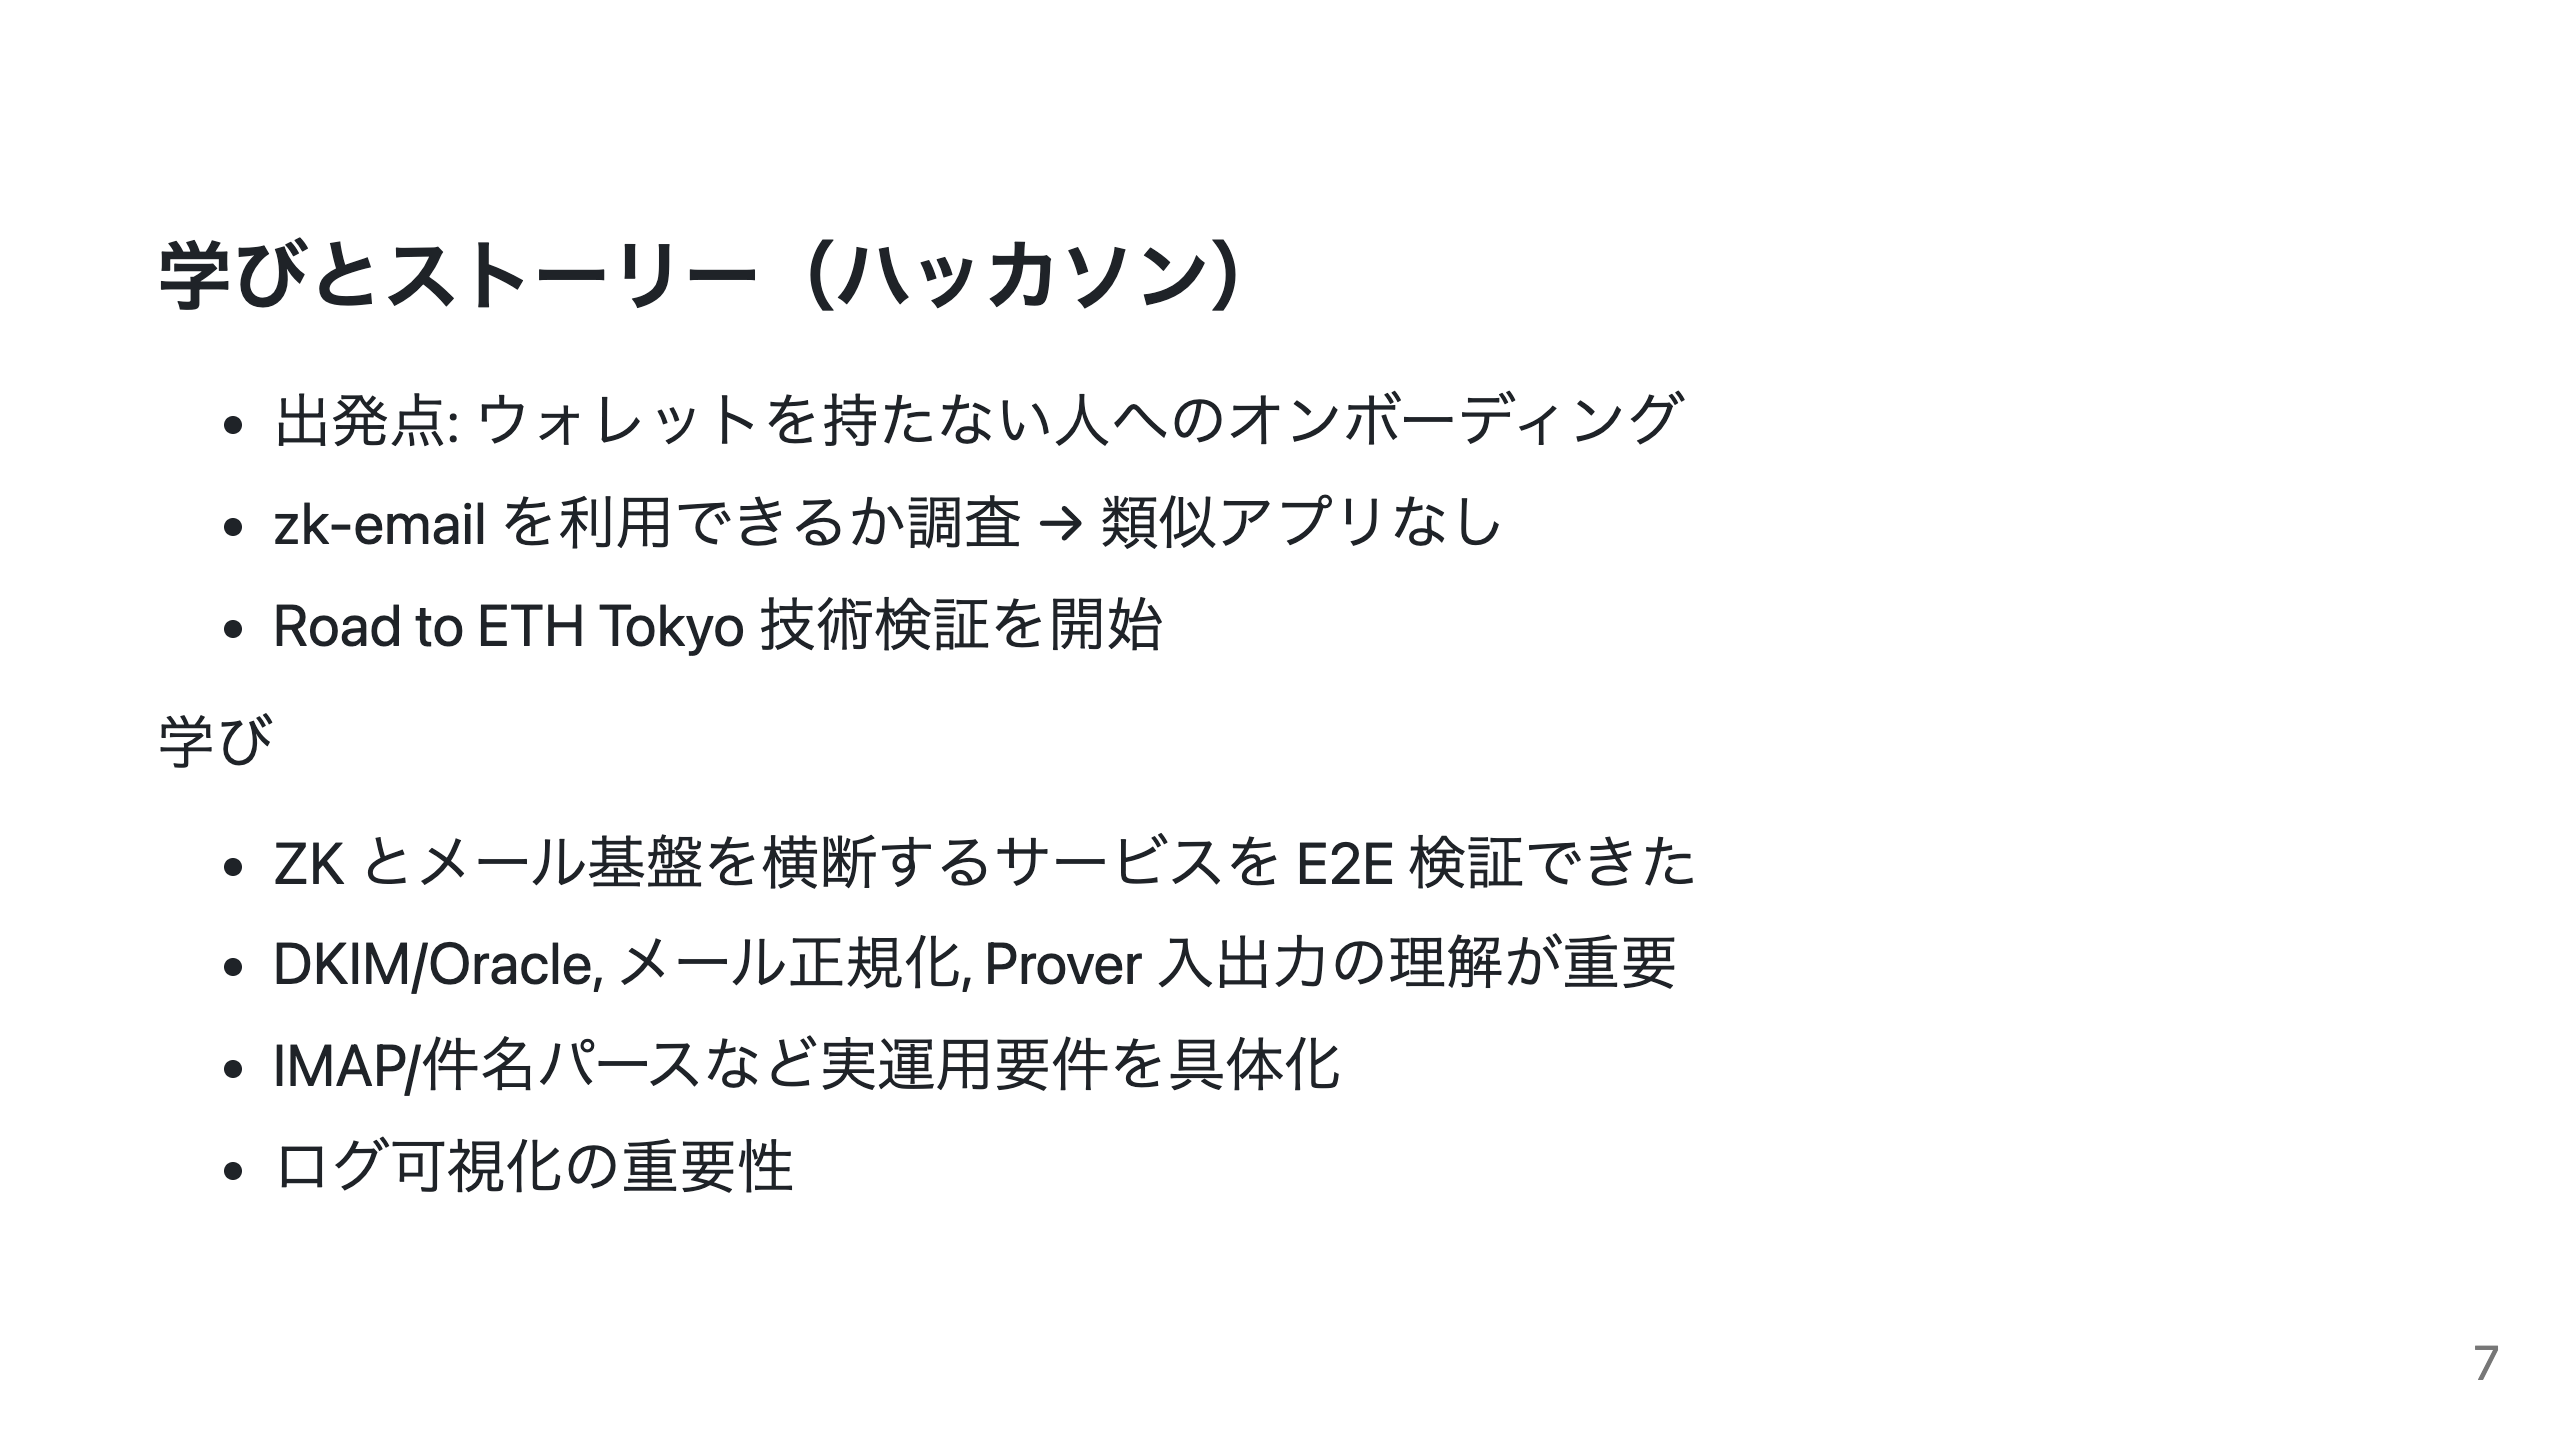 学びとストーリー（ハッカソン）
• 出発点: ウォレットを持たない人へのオンボーディング
• zk-email を利用できるか調査 → 類似アプリなし
• Road to ETH Tokyo 技術検証を開始
学び
• ZK とメール基盤を横断するサービスを E2E 検証できた
• DKIM/Oracle, メール正規化, Prover 入出力の理解が重要
• IMAP/件名パースなど実運用要件を具体化
• ログ可視化の重要性
7